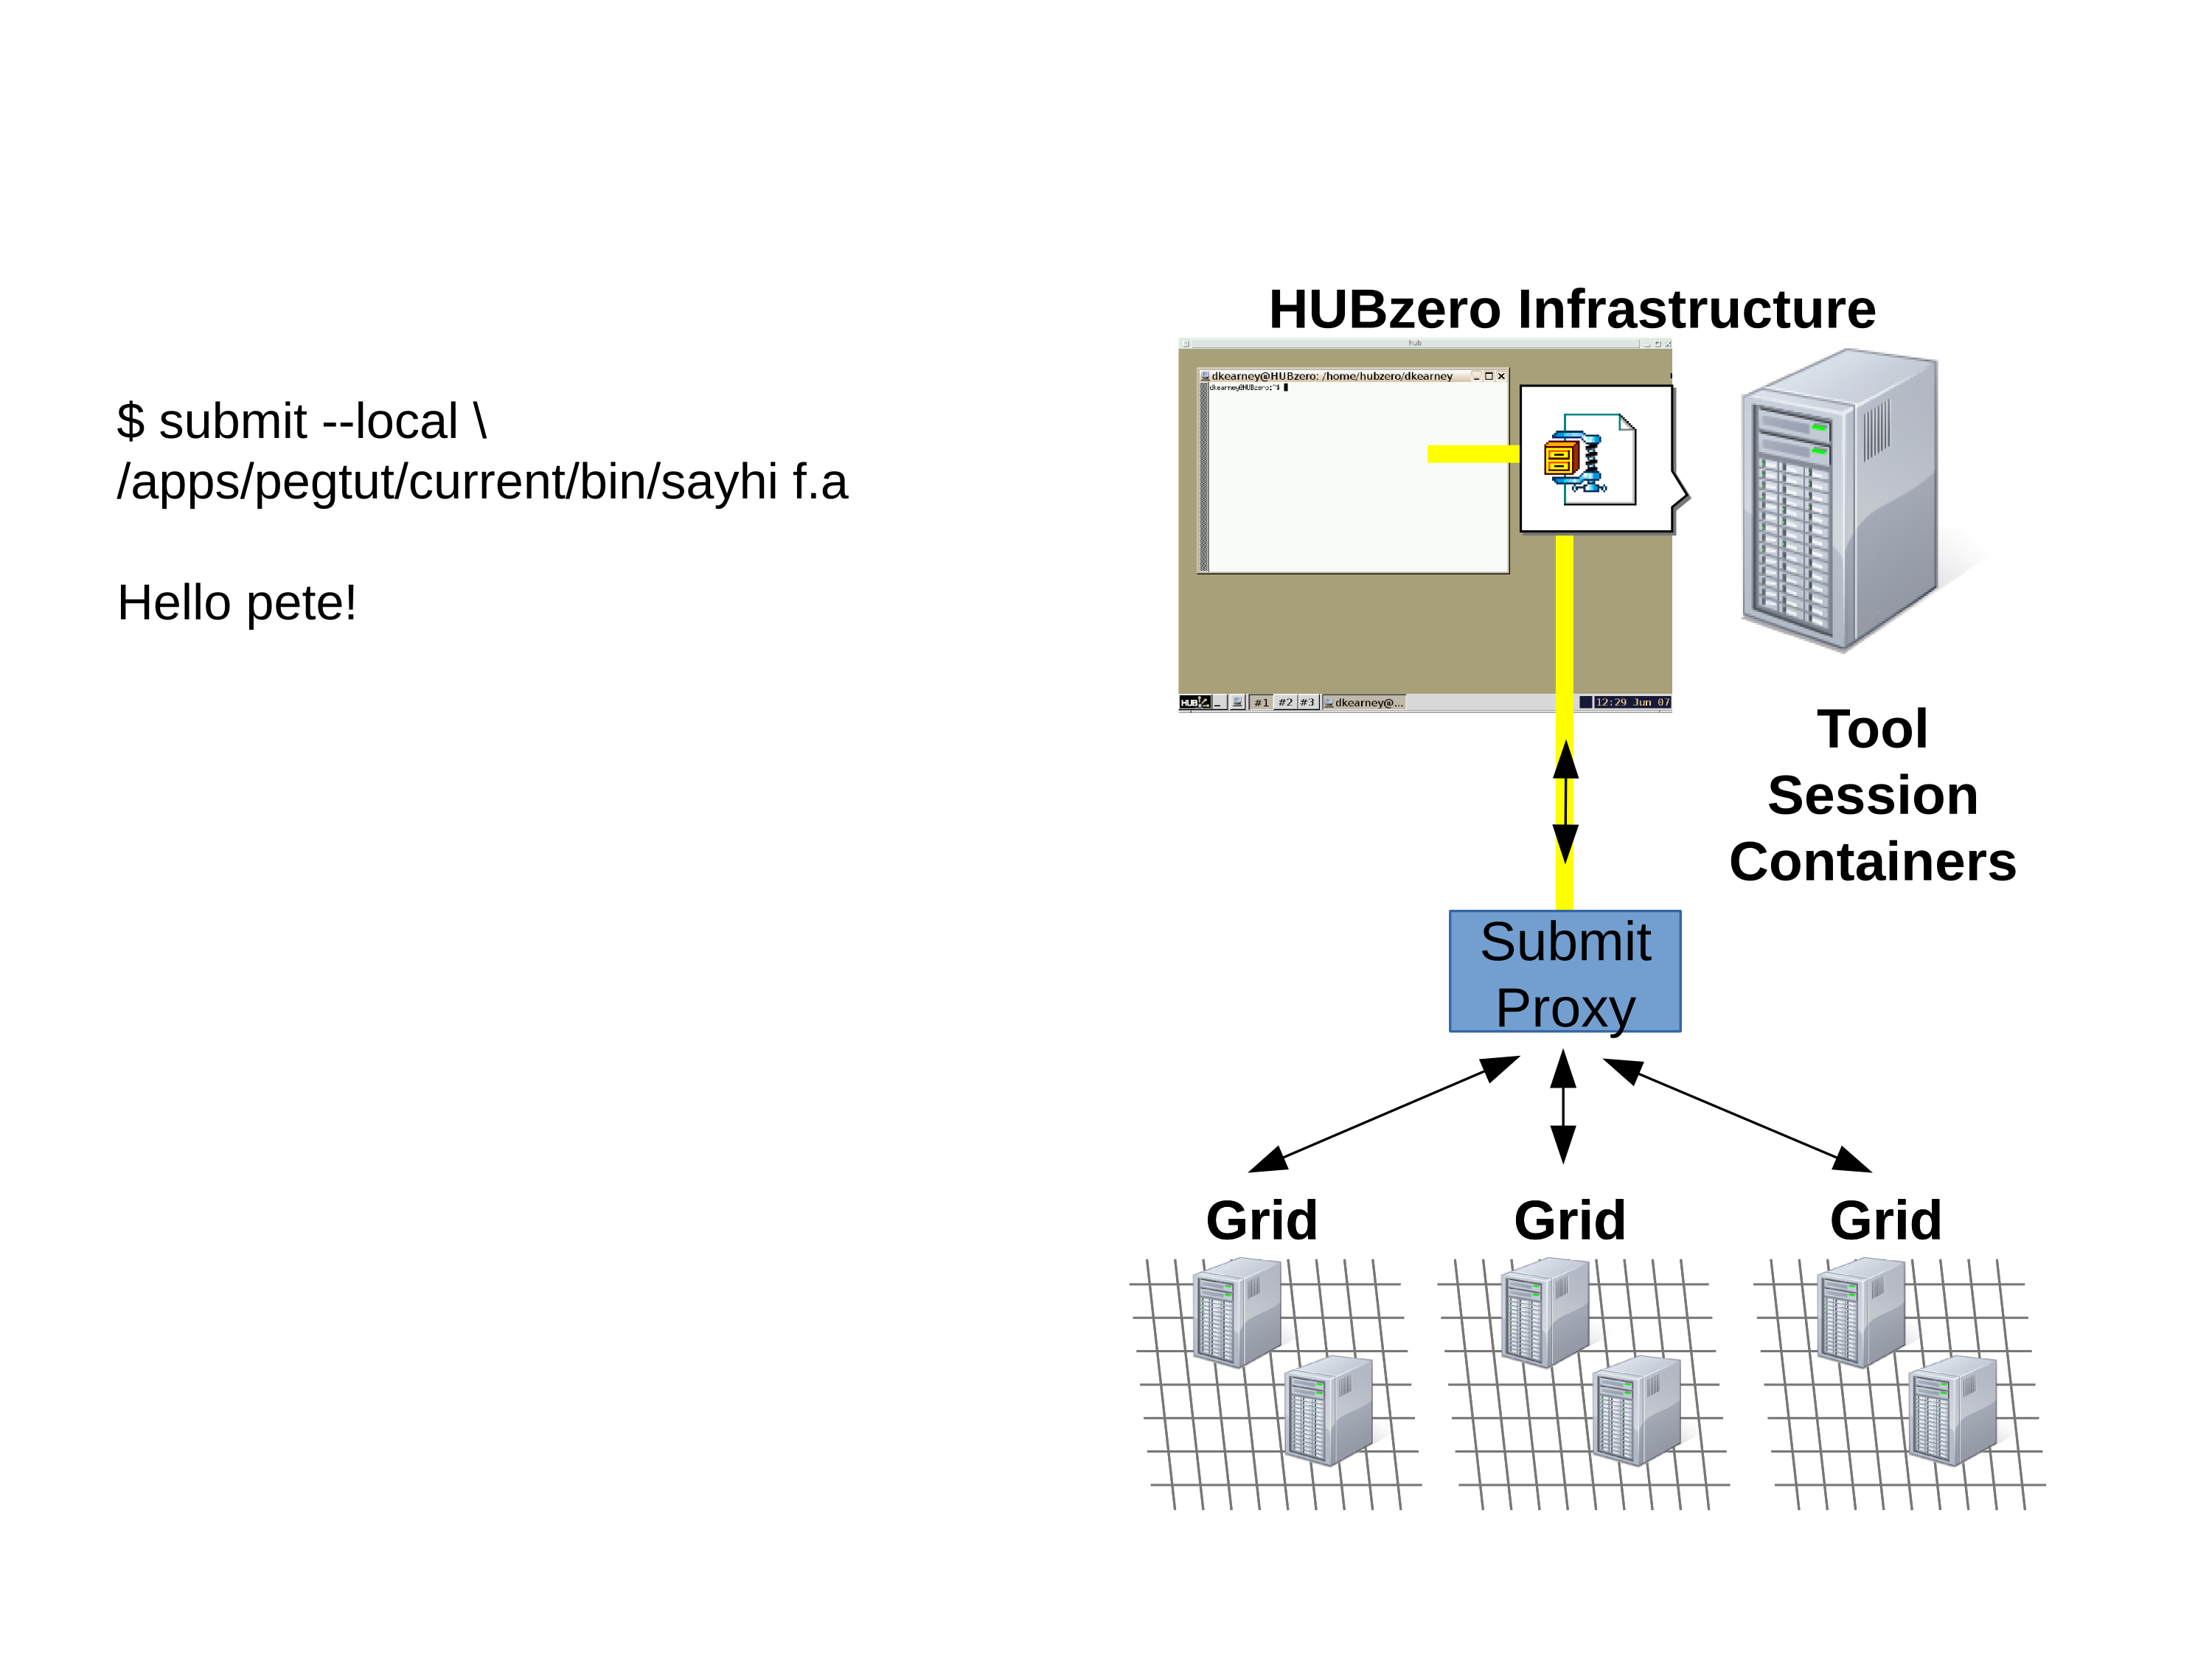 $ submit --local \
/apps/pegtut/current/bin/sayhi f.a
Hello pete!
HUBzero Infrastructure
hub
dkearney@HUBzero: /home/hubzero/dkearney
dkearney@HUBzero:~$
HUB
#1 #2 #3 dkearney@... 12:29 Jun 07
Tool
Session
Containers
Submit
Proxy
Grid Grid Grid